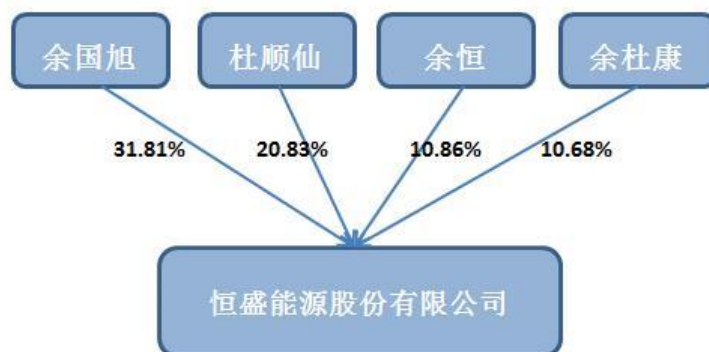 余国旭
杜顺仙
余恒
余杜康
31.81%
20.83%
10.86%
10.68%
恒盛能源股份有限公司